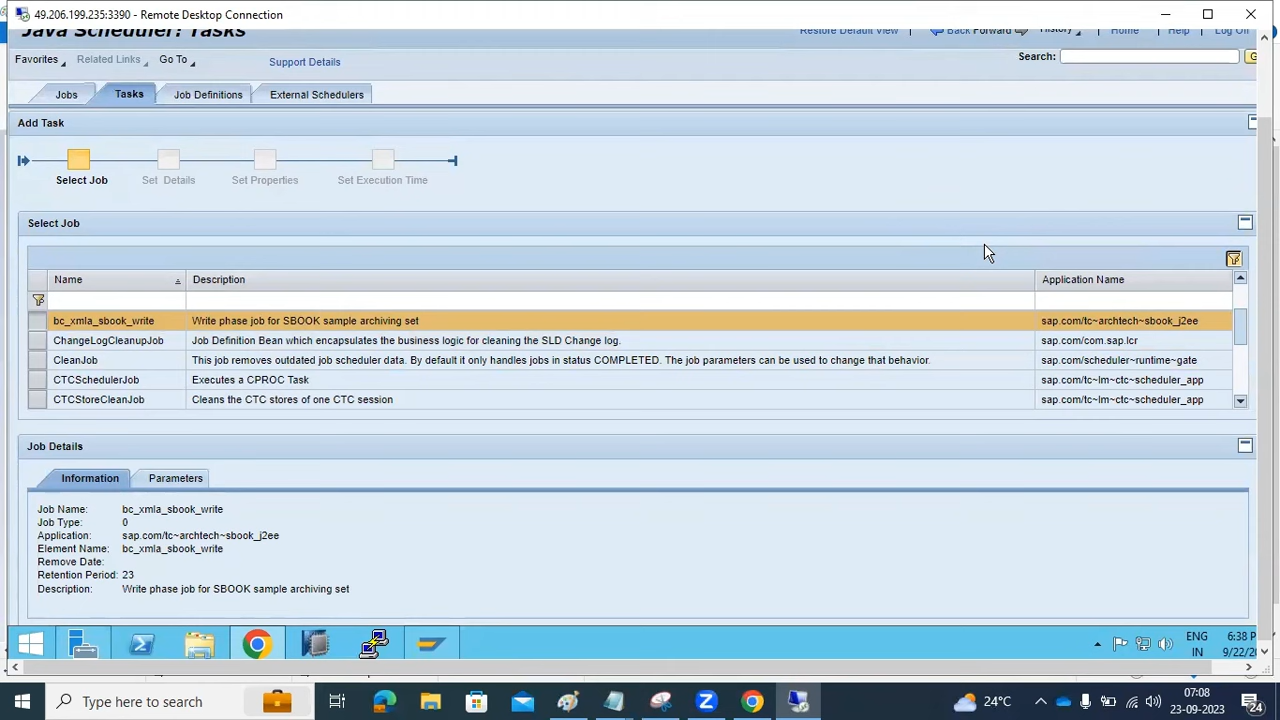 49.206.199.235:3390 - Remote Desktop Connection
Java Scheduler: Tasks
Restore Default View Back Forward History Home Help Log Off
Favorites Related Links Go To Support Details Search:
Jobs Tasks Job Definitions External Schedulers
Add Task
Select Job Set Details Set Properties Set Execution Time
Select Job
Name Description Application Name
bc_xmla_sbook_write Write phase job for SBOOK sample archiving set sap.com/tc~archtech~sbook_j2ee
ChangeLogCleanupJob Job Definition Bean which encapsulates the business logic for cleaning the SLD Change log. sap.com/com.sap.lcr
CleanJob This job removes outdated job scheduler data. By default it only handles jobs in status COMPLETED. The job parameters can be used to change that behavior. sap.com/scheduler~runtime~gate
CTCSchedulerJob Executes a CPROC Task sap.com/tc~lm~ctc~scheduler_app
CTCStoreCleanJob Cleans the CTC stores of one CTC session sap.com/tc~lm~ctc~scheduler_app
Job Details
Information Parameters
Job Name: bc_xmla_sbook_write
Job Type: 0
Application: sap.com/tc~archtech~sbook_j2ee
Element Name: bc_xmla_sbook_write
Remove Date:
Retention Period: 23
Description: Write phase job for SBOOK sample archiving set
ENG 6:38 P
IN 9/22/20
Type here to search 24°C 07:08
23-09-2023 24